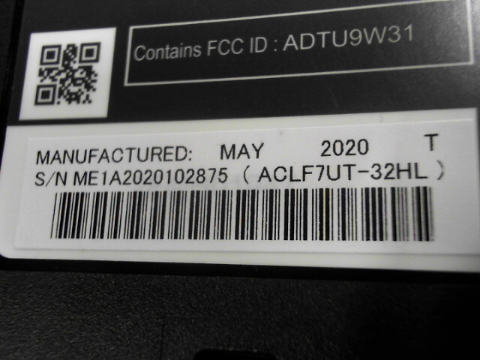 Contains FCC ID : ADTU9W31
MANUFACTURED: MAY 2020 T
S/N ME1A2020102875 ( ACLF7UT-32HL )